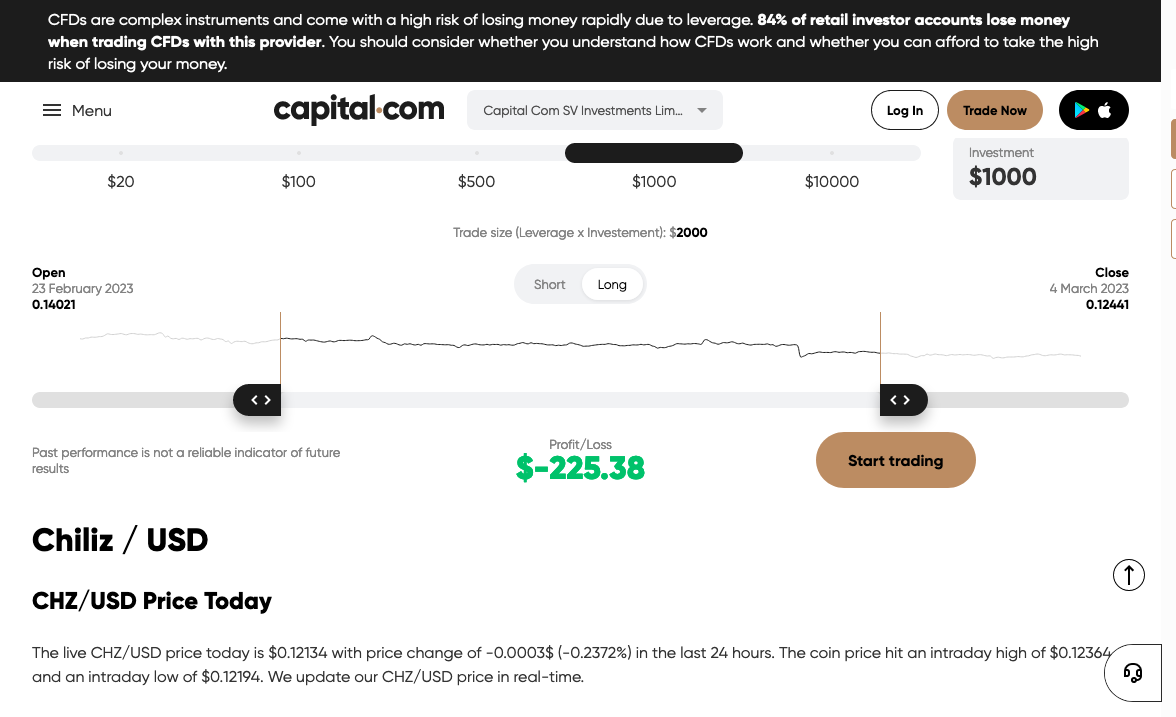 CFDs are complex instruments and come with a high risk of losing money rapidly due to leverage. 84% of retail investor accounts lose money
when trading CFDs with this provider. You should consider whether you understand how CFDs work and whether you can afford to take the high
risk of losing your money.
Menu
capital.com
Capital Com SV Investments Lim...
Log In
Trade Now
$20
$100
$500
$1000
$10000
Investment
$1000
Trade size (Leverage x Investement): $2000
Open
23 February 2023
0.14021
Short
Long
Close
4 March 2023
0.12441
Past performance is not a reliable indicator of future
results
Profit/Loss
$-225.38
Start trading
Chiliz / USD
CHZ/USD Price Today
The live CHZ/USD price today is $0.12134 with price change of -0.0003$ (-0.2372%) in the last 24 hours. The coin price hit an intraday high of $0.12364
and an intraday low of $0.12194. We update our CHZ/USD price in real-time.